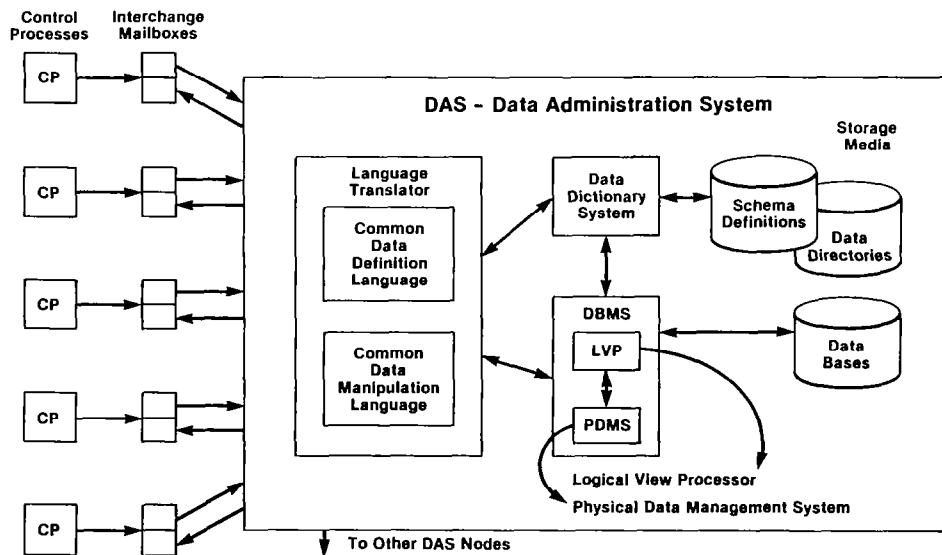 Control
Processes
Interchange
Mailboxes
CP
CP
CP
CP
CP
DAS - Data Administration System
Language
Translator
Common
Data
Definition
Language
Common
Data
Manipulation
Language
Data
Dictionary
System
DBMS
LVP
PDMS
Storage
Media
Schema
Definitions
Data
Directories
Data
Bases
Logical View Processor
Physical Data Management System
To Other DAS Nodes